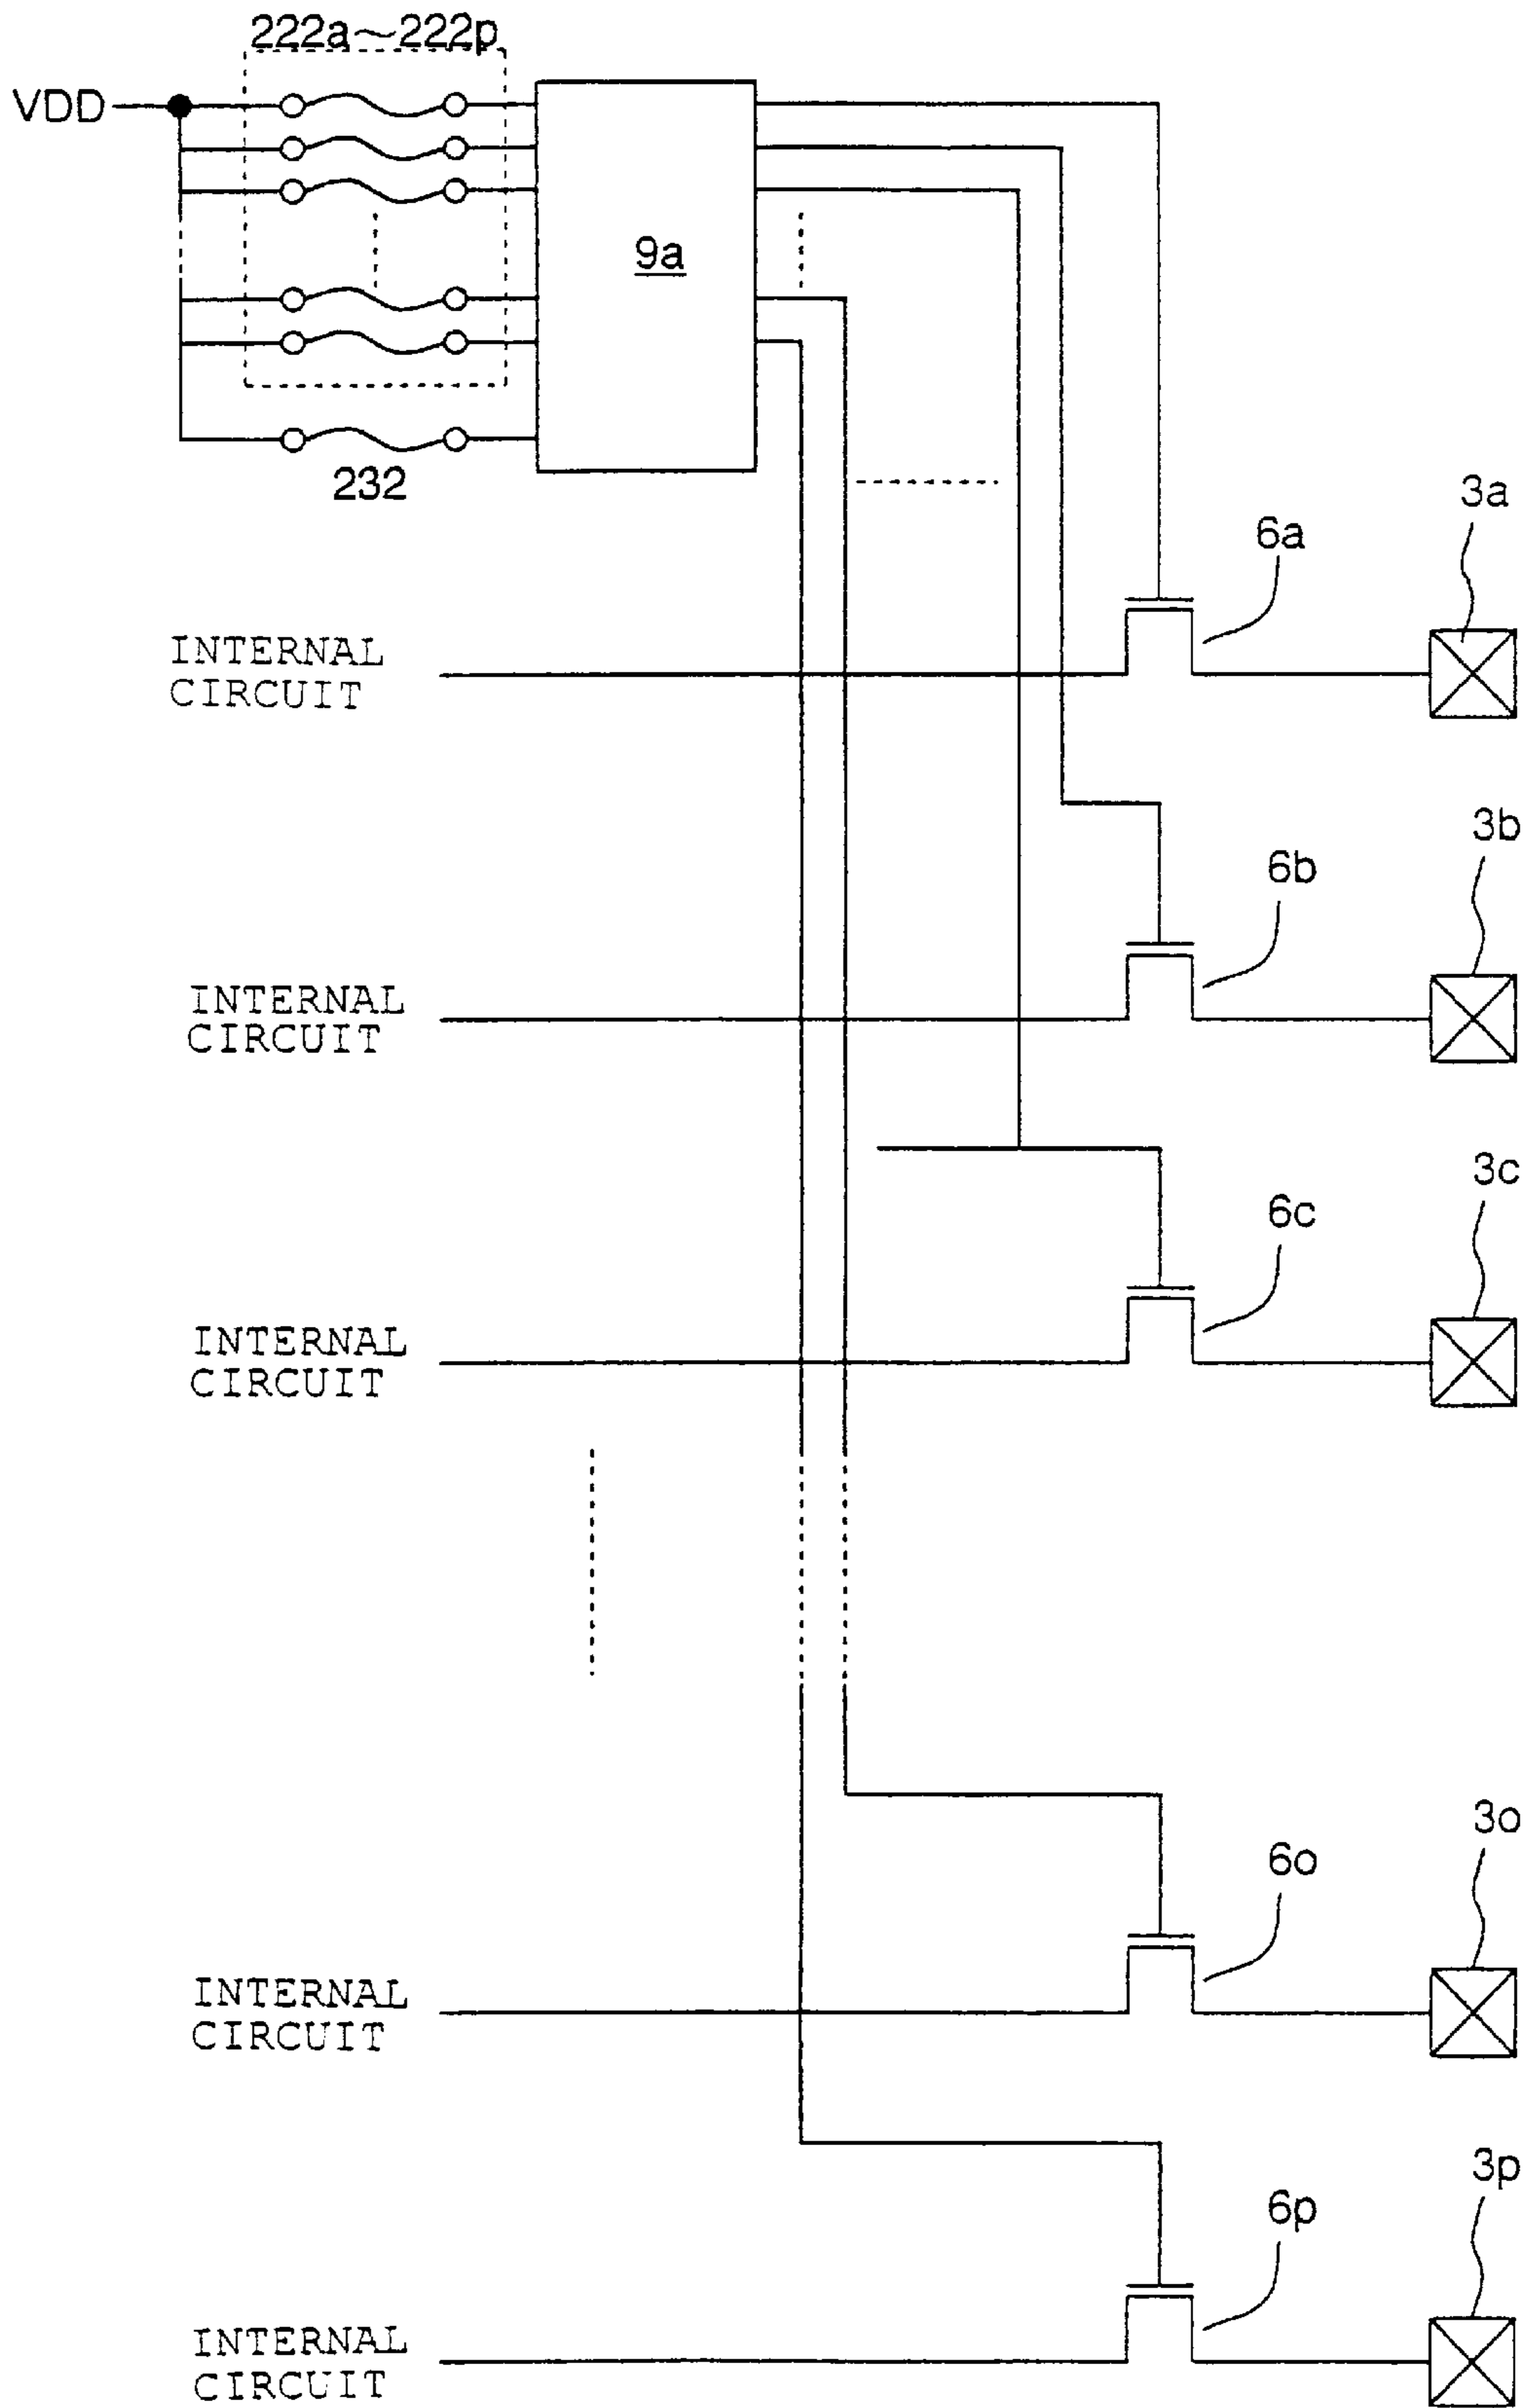 222a～222p
VDD
9a
232
3a
6a
INTERNAL
CIRCUIT
3b
6b
INTERNAL
CIRCUIT
3c
6c
INTERNAL
CIRCUIT
3o
6o
INTERNAL
CIRCUIT
3p
6p
INTERNAL
CIRCUIT